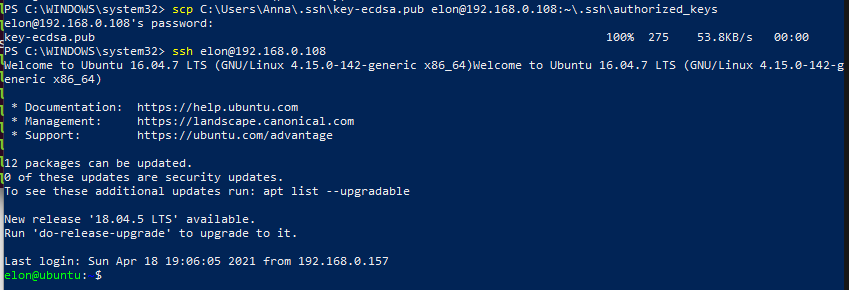 PS C:\WINDOWS\system32> scp C:\Users\Anna\.ssh\key-ecdsa.pub elon@192.168.0.108:~\.ssh\authorized_keys
elon@192.168.0.108's password:
key-ecdsa.pub 100% 275 53.8KB/s 00:00
PS C:\WINDOWS\system32> ssh elon@192.168.0.108
Welcome to Ubuntu 16.04.7 LTS (GNU/Linux 4.15.0-142-generic x86_64)Welcome to Ubuntu 16.04.7 LTS (GNU/Linux 4.15.0-142-g
eneric x86_64)
* Documentation: https://help.ubuntu.com
* Management: https://landscape.canonical.com
* Support: https://ubuntu.com/advantage
12 packages can be updated.
0 of these updates are security updates.
To see these additional updates run: apt list --upgradable
New release '18.04.5 LTS' available.
Run 'do-release-upgrade' to upgrade to it.
Last login: Sun Apr 18 19:06:05 2021 from 192.168.0.157
elon@ubuntu: $